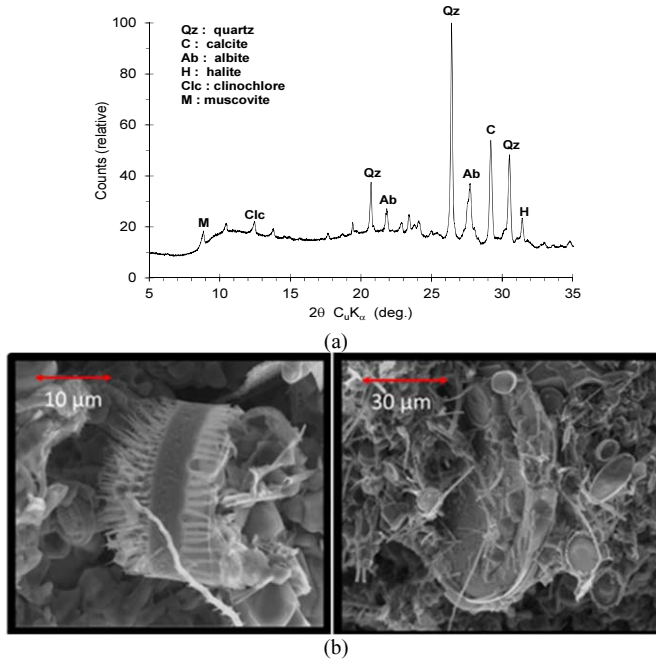 Qz : quartz
C : calcite
Ab : albite
H : halite
Clc : clinochlore
M : muscovite
Qz
C
Qz
Qz
Ab
Ab
H
Clc
M
Counts (relative)
100
80
60
40
20
0
5 10 15 20 25 30 35
2θ CuKα (deg.)
(a)
10 µm
30 µm
(b)